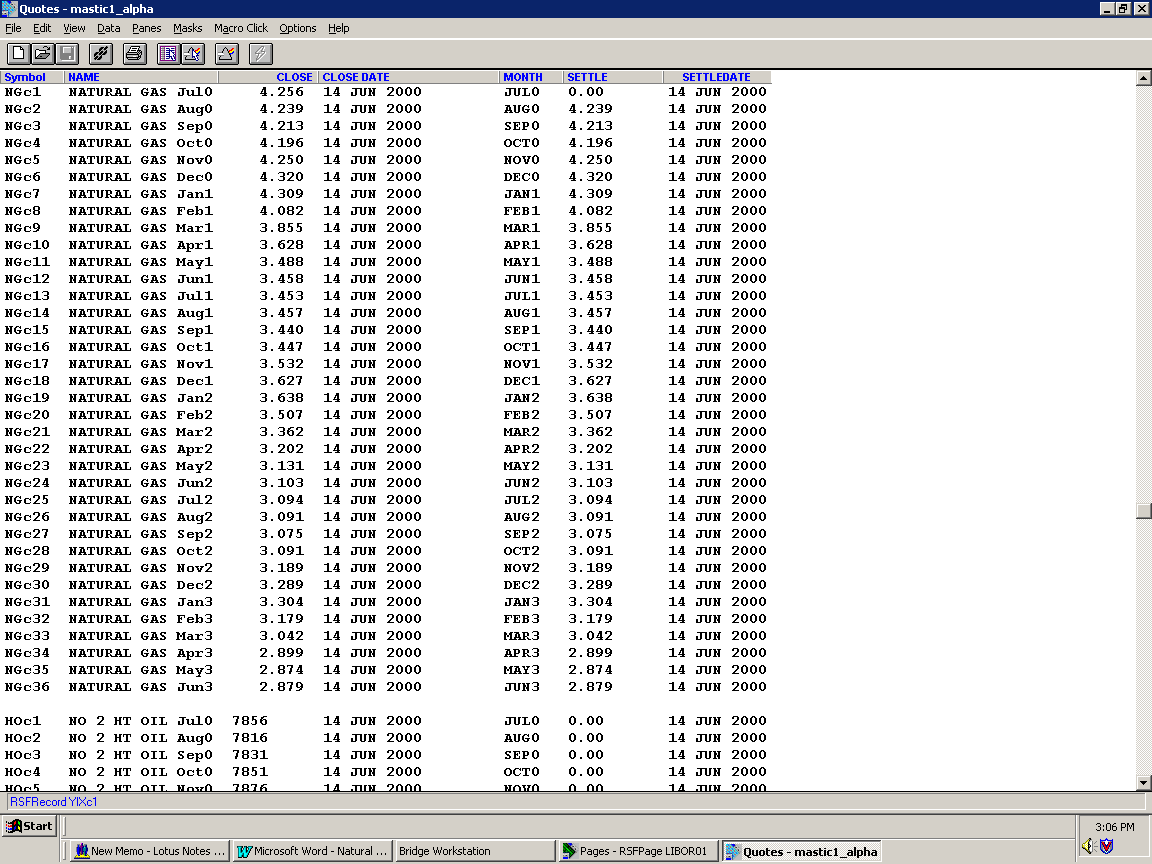 Quotes - mastic1_alpha
File Edit View Data Panes Masks Macro Click Options Help
Symbol NAME CLOSE CLOSE DATE MONTH SETTLE SETTLEDATE
NGc1 NATURAL GAS Jul0 4.256 14 JUN 2000 JUL0 0.00 14 JUN 2000
NGc2 NATURAL GAS Aug0 4.239 14 JUN 2000 AUG0 4.239 14 JUN 2000
NGc3 NATURAL GAS Sep0 4.213 14 JUN 2000 SEP0 4.213 14 JUN 2000
NGc4 NATURAL GAS Oct0 4.196 14 JUN 2000 OCT0 4.196 14 JUN 2000
NGc5 NATURAL GAS Nov0 4.250 14 JUN 2000 NOV0 4.250 14 JUN 2000
NGc6 NATURAL GAS Dec0 4.320 14 JUN 2000 DEC0 4.320 14 JUN 2000
NGc7 NATURAL GAS Jan1 4.309 14 JUN 2000 JAN1 4.309 14 JUN 2000
NGc8 NATURAL GAS Feb1 4.082 14 JUN 2000 FEB1 4.082 14 JUN 2000
NGc9 NATURAL GAS Mar1 3.855 14 JUN 2000 MAR1 3.855 14 JUN 2000
NGc10 NATURAL GAS Apr1 3.628 14 JUN 2000 APR1 3.628 14 JUN 2000
NGc11 NATURAL GAS May1 3.488 14 JUN 2000 MAY1 3.488 14 JUN 2000
NGc12 NATURAL GAS Jun1 3.458 14 JUN 2000 JUN1 3.458 14 JUN 2000
NGc13 NATURAL GAS Jul1 3.453 14 JUN 2000 JUL1 3.453 14 JUN 2000
NGc14 NATURAL GAS Aug1 3.457 14 JUN 2000 AUG1 3.457 14 JUN 2000
NGc15 NATURAL GAS Sep1 3.440 14 JUN 2000 SEP1 3.440 14 JUN 2000
NGc16 NATURAL GAS Oct1 3.447 14 JUN 2000 OCT1 3.447 14 JUN 2000
NGc17 NATURAL GAS Nov1 3.532 14 JUN 2000 NOV1 3.532 14 JUN 2000
NGc18 NATURAL GAS Dec1 3.627 14 JUN 2000 DEC1 3.627 14 JUN 2000
NGc19 NATURAL GAS Jan2 3.638 14 JUN 2000 JAN2 3.638 14 JUN 2000
NGc20 NATURAL GAS Feb2 3.507 14 JUN 2000 FEB2 3.507 14 JUN 2000
NGc21 NATURAL GAS Mar2 3.362 14 JUN 2000 MAR2 3.362 14 JUN 2000
NGc22 NATURAL GAS Apr2 3.202 14 JUN 2000 APR2 3.202 14 JUN 2000
NGc23 NATURAL GAS May2 3.131 14 JUN 2000 MAY2 3.131 14 JUN 2000
NGc24 NATURAL GAS Jun2 3.103 14 JUN 2000 JUN2 3.103 14 JUN 2000
NGc25 NATURAL GAS Jul2 3.094 14 JUN 2000 JUL2 3.094 14 JUN 2000
NGc26 NATURAL GAS Aug2 3.091 14 JUN 2000 AUG2 3.091 14 JUN 2000
NGc27 NATURAL GAS Sep2 3.075 14 JUN 2000 SEP2 3.075 14 JUN 2000
NGc28 NATURAL GAS Oct2 3.091 14 JUN 2000 OCT2 3.091 14 JUN 2000
NGc29 NATURAL GAS Nov2 3.189 14 JUN 2000 NOV2 3.189 14 JUN 2000
NGc30 NATURAL GAS Dec2 3.289 14 JUN 2000 DEC2 3.289 14 JUN 2000
NGc31 NATURAL GAS Jan3 3.304 14 JUN 2000 JAN3 3.304 14 JUN 2000
NGc32 NATURAL GAS Feb3 3.179 14 JUN 2000 FEB3 3.179 14 JUN 2000
NGc33 NATURAL GAS Mar3 3.042 14 JUN 2000 MAR3 3.042 14 JUN 2000
NGc34 NATURAL GAS Apr3 2.899 14 JUN 2000 APR3 2.899 14 JUN 2000
NGc35 NATURAL GAS May3 2.874 14 JUN 2000 MAY3 2.874 14 JUN 2000
NGc36 NATURAL GAS Jun3 2.879 14 JUN 2000 JUN3 2.879 14 JUN 2000
HOc1 NO 2 HT OIL Jul0 7856 14 JUN 2000 JUL0 0.00 14 JUN 2000
HOc2 NO 2 HT OIL Aug0 7816 14 JUN 2000 AUG0 0.00 14 JUN 2000
HOc3 NO 2 HT OIL Sep0 7831 14 JUN 2000 SEP0 0.00 14 JUN 2000
HOc4 NO 2 HT OIL Oct0 7851 14 JUN 2000 OCT0 0.00 14 JUN 2000
HOc5 NO 2 HT OIL Nov0 7876 14 JUN 2000 NOV0 0.00 14 JUN 2000
RSFRecord YIXc1
Start 3:06 PM
New Memo - Lotus Notes ... Microsoft Word - Natural ... Bridge Workstation Pages - RSFPage LIBOR01 Quotes - mastic1_alpha